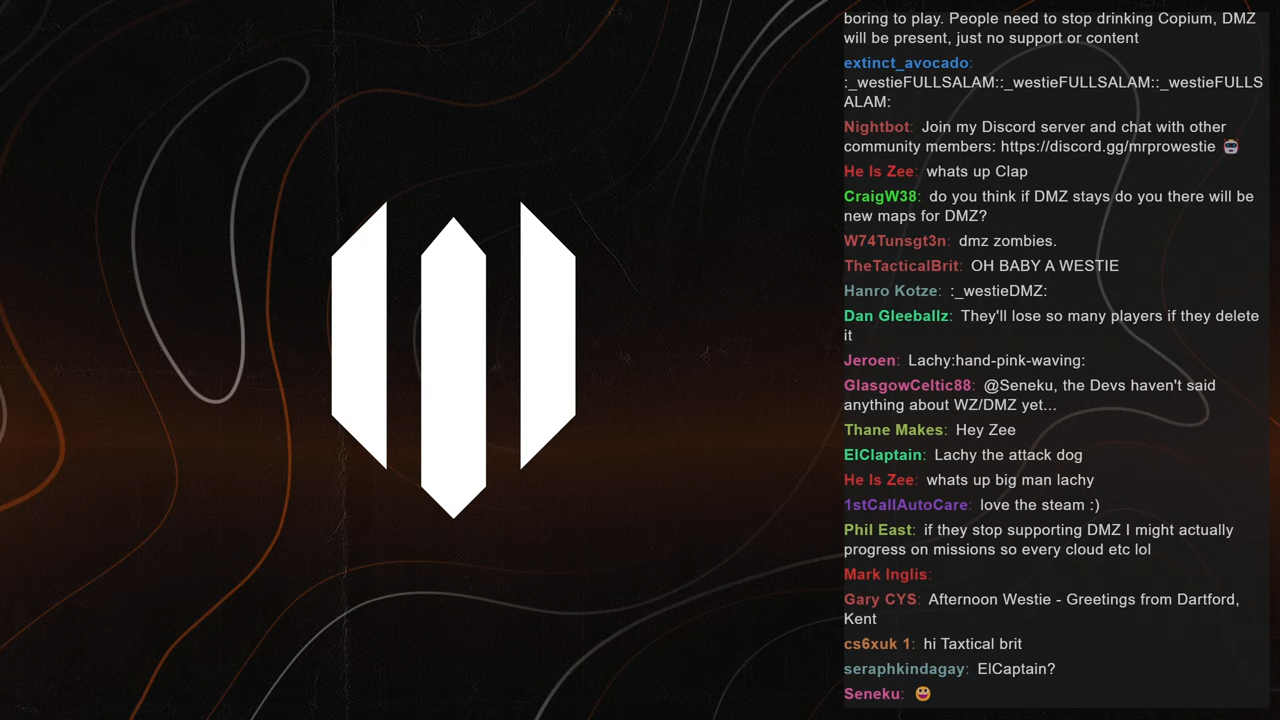 boring to play. People need to stop drinking Copium, DMZ
will be present, just no support or content
extinct_avocado:
:_westieFULLSALAM::_westieFULLSALAM::_westieFULLS
ALAM:
Nightbot: Join my Discord server and chat with other
community members: https://discord.gg/mrprowestie
He Is Zee: whats up Clap
CraigW38: do you think if DMZ stays do you there will be
new maps for DMZ?
W74Tunsgt3n: dmz zombies.
TheTacticalBrit: OH BABY A WESTIE
Hanro Kotze: :_westieDMZ:
Dan Gleeballz: They'll lose so many players if they delete
it
Jeroen: Lachy:hand-pink-waving:
GlasgowCeltic88: @Seneku, the Devs haven't said
anything about WZ/DMZ yet...
Thane Makes: Hey Zee
ElClaptain: Lachy the attack dog
He Is Zee: whats up big man lachy
1stCallAutoCare: love the steam :)
Phil East: if they stop supporting DMZ I might actually
progress on missions so every cloud etc lol
Mark Inglis:
Gary CYS: Afternoon Westie - Greetings from Dartford,
Kent
cs6xuk 1: hi Taxtical brit
seraphkindagay: ElCaptain?
Seneku: